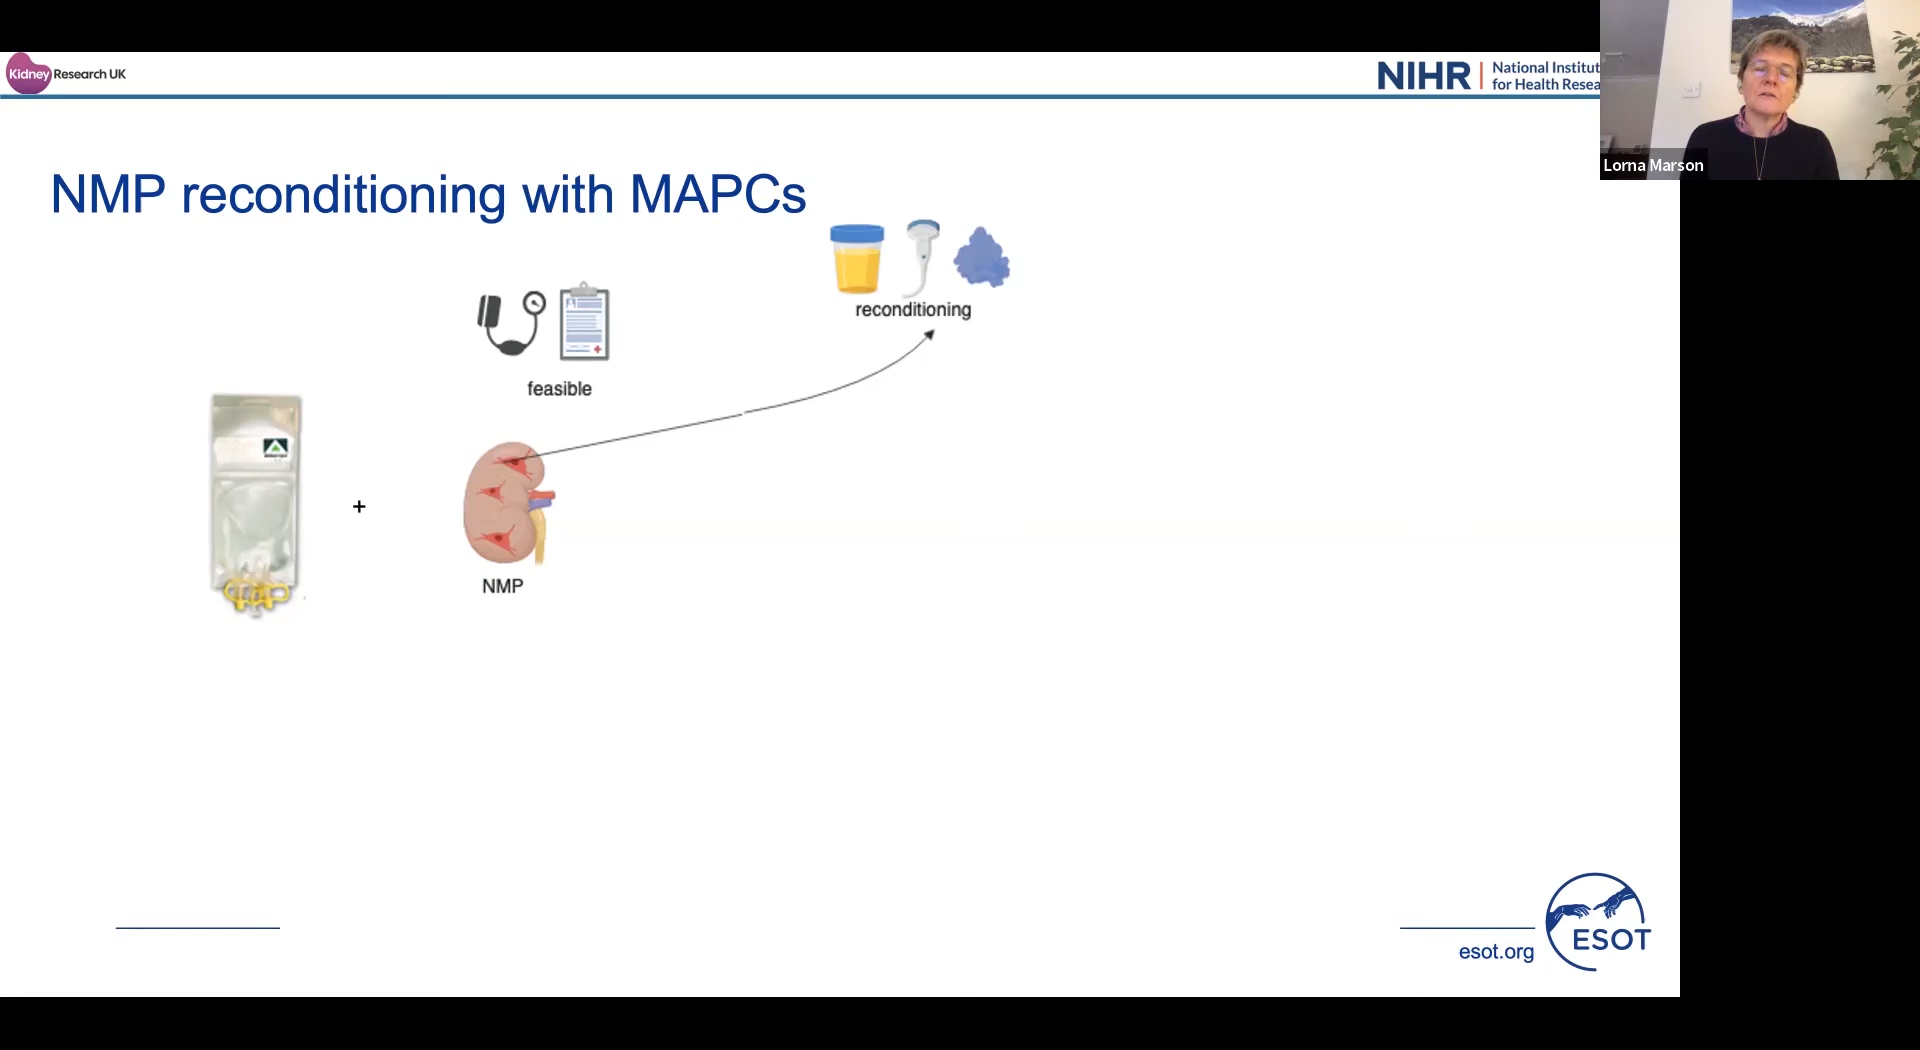 Kidney Research UK
NIHR | National Institut
for Health Resea
Lorna Marson
NMP reconditioning with MAPCs
reconditioning
feasible
+
NMP
esot.org
ESOT